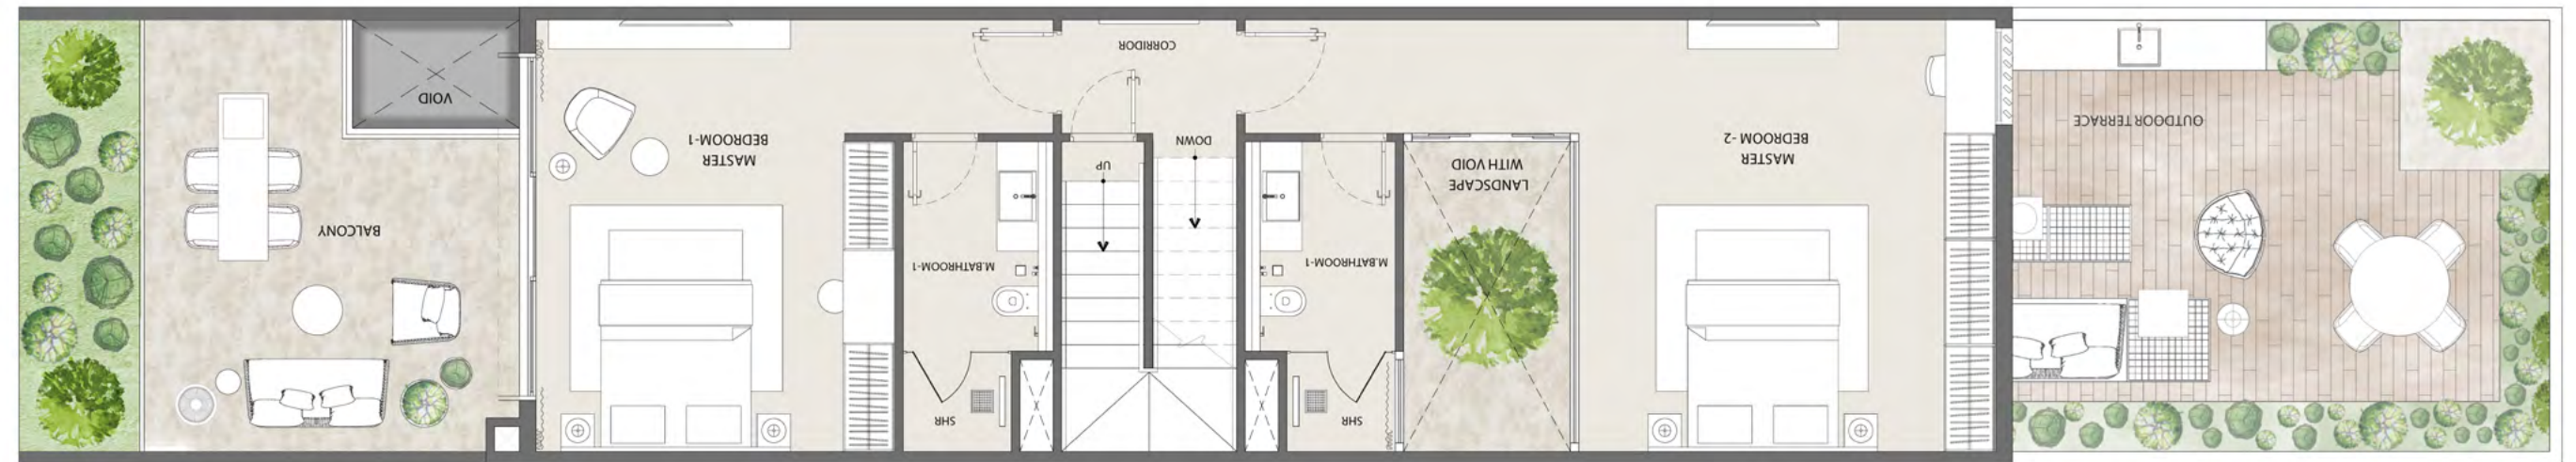 BALCONY
VOID
MASTER
BEDROOM-1
M.BATHROOM-1
SHR
CORRIDOR
UP
DOWN
M.BATHROOM-1
SHR
LANDSCAPE
WITH VOID
MASTER
BEDROOM -2
OUTDOOR TERRACE